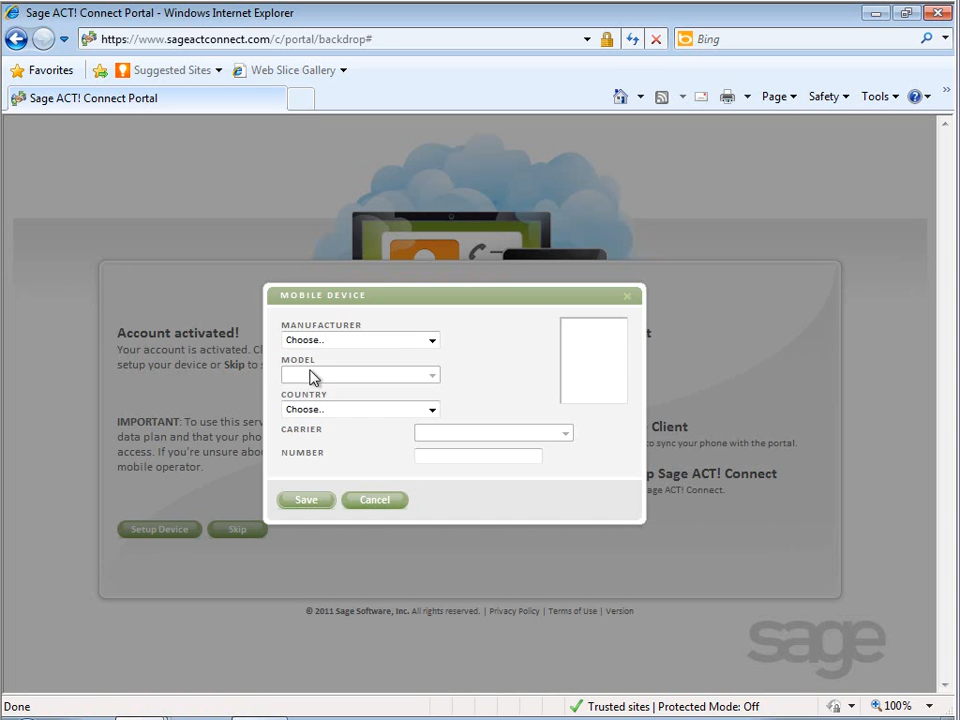 Sage ACT! Connect Portal - Windows Internet Explorer
https://www.sageactconnect.com/c/portal/backdrop#
Bing
Favorites
Suggested Sites
Web Slice Gallery
Sage ACT! Connect Portal
Page
Safety
Tools
MOBILE DEVICE
MANUFACTURER
Choose..
MODEL
COUNTRY
Choose..
CARRIER
NUMBER
Save
Cancel
Account activated!
Your account is activated. Cl
setup your device or Skip to s
IMPORTANT: To use this serv
data plan and that your pho
access. If you're unsure abou
mobile operator.
Setup Device
Skip
t
Client
to sync your phone with the portal.
p Sage ACT! Connect
age ACT! Connect.
© 2011 Sage Software, Inc. All rights reserved. | Privacy Policy | Terms of Use | Version
sage
Done
Trusted sites | Protected Mode: Off
100%